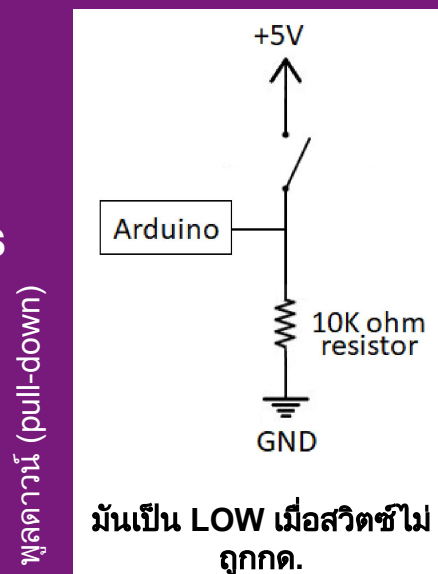 +5V
Arduino
10K ohm
resistor
GND
พูลดาวน์ (pull-down)
มันเป็น LOW เมื่อสวิตซ์ไม่
ถูกกด.